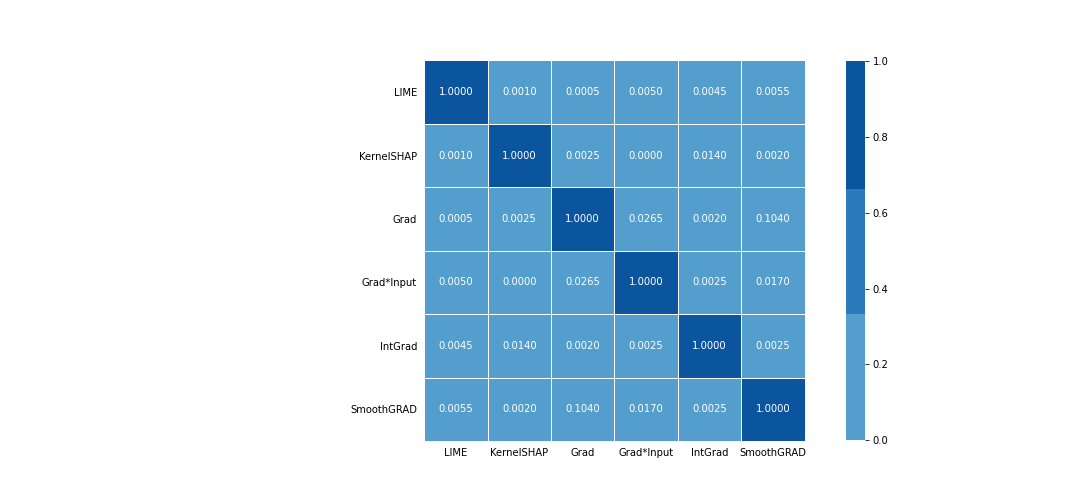 LIME 1.0000 0.0010 0.0005 0.0050 0.0045 0.0055
KernelSHAP 0.0010 1.0000 0.0025 0.0000 0.0140 0.0020
Grad 0.0005 0.0025 1.0000 0.0265 0.0020 0.1040
Grad*Input 0.0050 0.0000 0.0265 1.0000 0.0025 0.0170
IntGrad 0.0045 0.0140 0.0020 0.0025 1.0000 0.0025
SmoothGRAD 0.0055 0.0020 0.1040 0.0170 0.0025 1.0000
LIME KernelSHAP Grad Grad*Input IntGrad SmoothGRAD
1.0
0.8
0.6
0.4
0.2
0.0